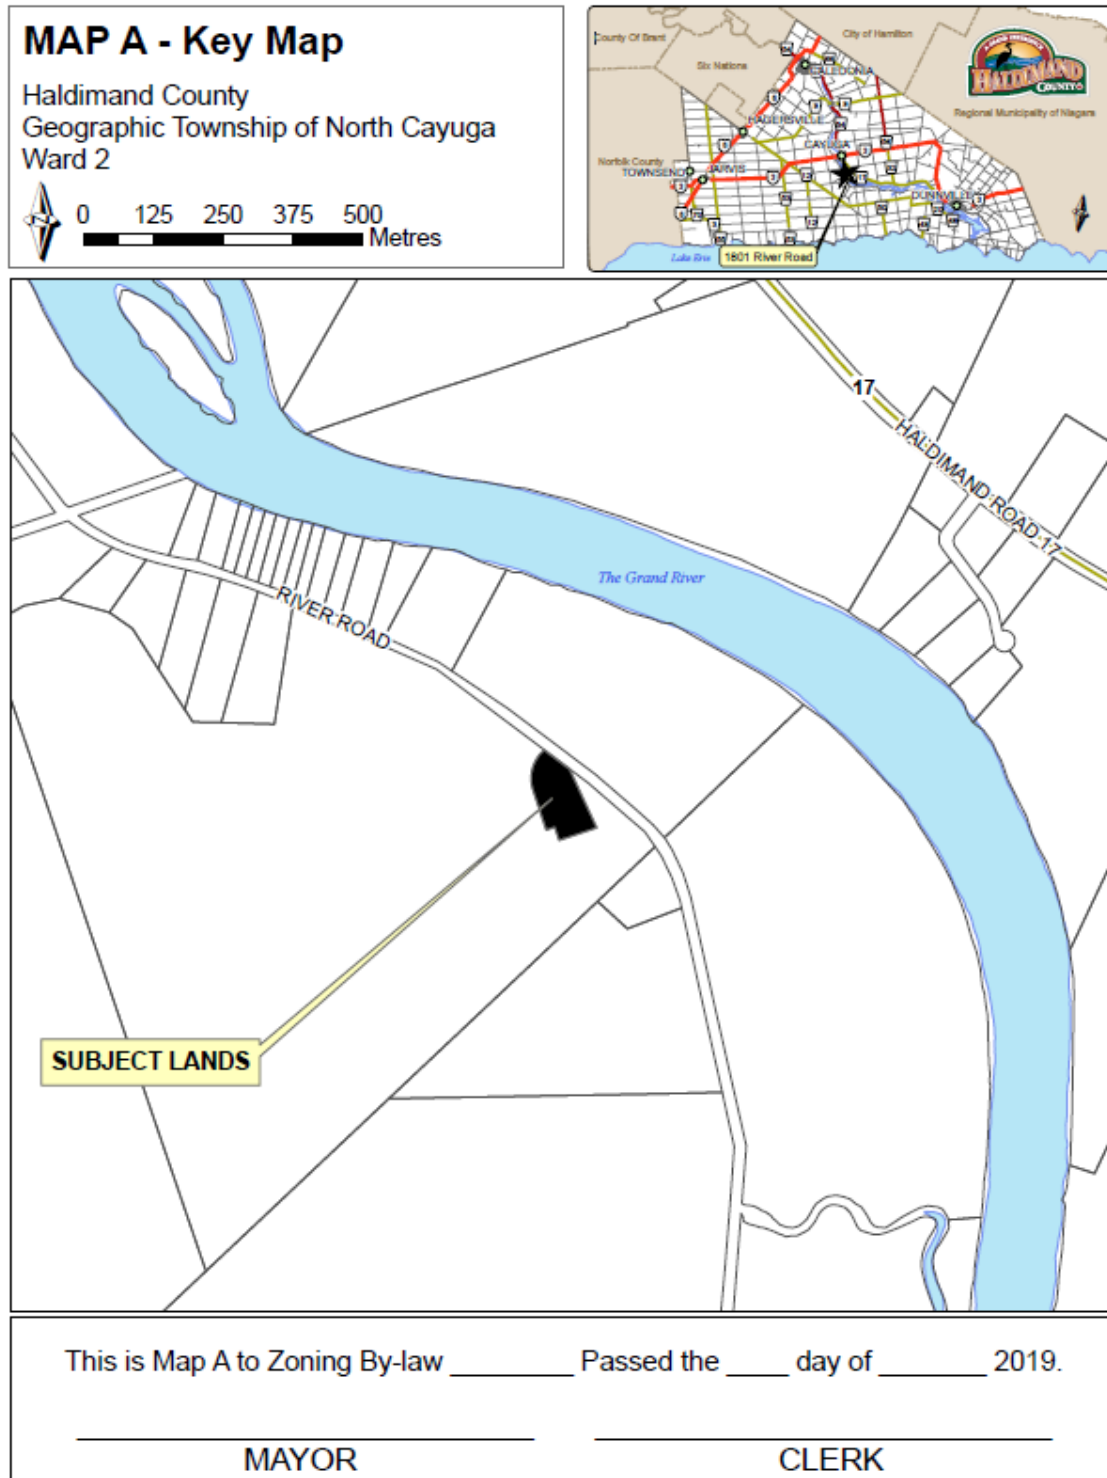 MAP A - Key Map
Haldimand County
Geographic Township of North Cayuga
Ward 2
N
0 125 250 375 500
Metres
County Of Brant
City of Hamilton
Six Nations
CALEDONIA
HALDIMAND
COUNTY
Regional Municipality of Niagara
HAGERSVILLE
CAYUGA
Norfolk County
TOWNSEND
JARVIS
DUNNVILLE
Lake Erie
1801 River Road
17
HALDIMAND ROAD 17
The Grand River
RIVER ROAD
SUBJECT LANDS
This is Map A to Zoning By-law ________ Passed the ____ day of _______ 2019.
MAYOR
CLERK